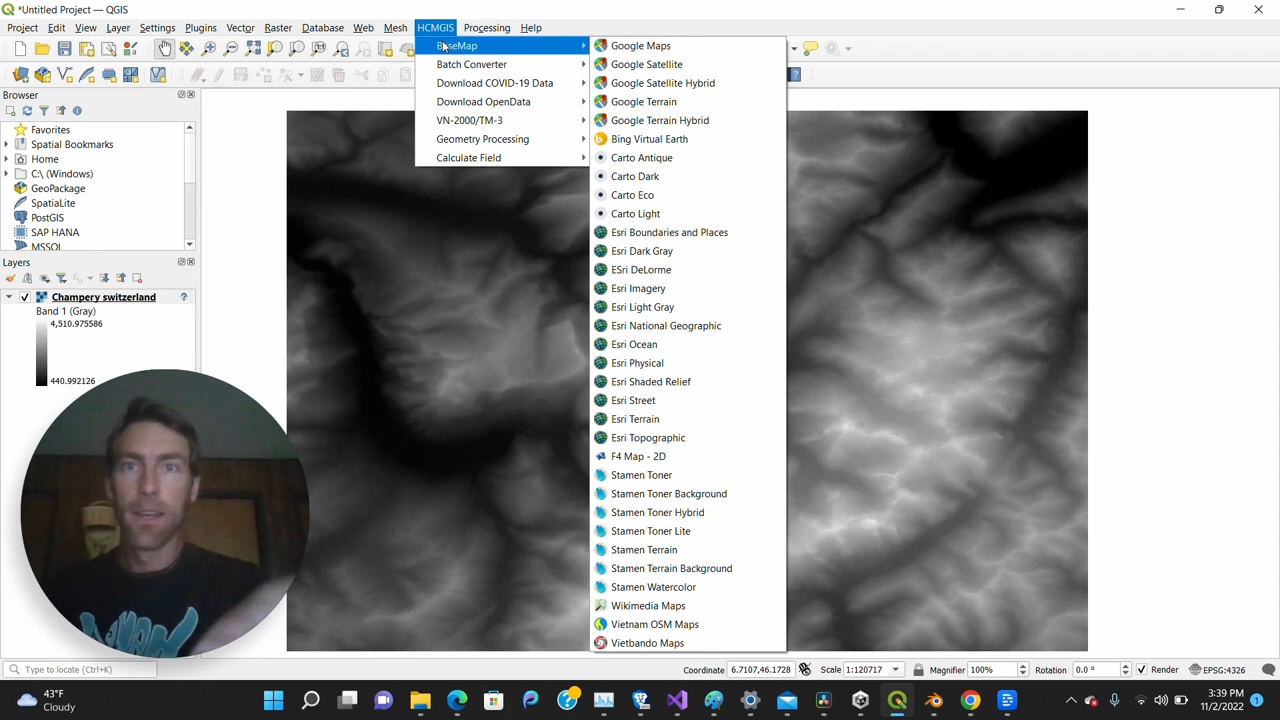 *Untitled Project — QGIS
Project Edit View Layer Settings Plugins Vector Raster Database Web Mesh HCMGIS Processing Help
Browser
Favorites
Spatial Bookmarks
Home
C:\ (Windows)
GeoPackage
SpatiaLite
PostGIS
SAP HANA
MSSQL
Layers
Champery switzerland
Band 1 (Gray)
4,510.975586
440.992126
BaseMap
Batch Converter
Download COVID-19 Data
Download OpenData
VN-2000/TM-3
Geometry Processing
Calculate Field
Google Maps
Google Satellite
Google Satellite Hybrid
Google Terrain
Google Terrain Hybrid
Bing Virtual Earth
Carto Antique
Carto Dark
Carto Eco
Carto Light
Esri Boundaries and Places
Esri Dark Gray
ESri DeLorme
Esri Imagery
Esri Light Gray
Esri National Geographic
Esri Ocean
Esri Physical
Esri Shaded Relief
Esri Street
Esri Terrain
Esri Topographic
F4 Map - 2D
Stamen Toner
Stamen Toner Background
Stamen Toner Hybrid
Stamen Toner Lite
Stamen Terrain
Stamen Terrain Background
Stamen Watercolor
Wikimedia Maps
Vietnam OSM Maps
Vietbando Maps
Type to locate (Ctrl+K)
Coordinate 6.7107,46.1728 Scale 1:120717 Magnifier 100% Rotation 0.0 ° Render EPSG:4326
43°F
Cloudy
3:39 PM
11/2/2022
1